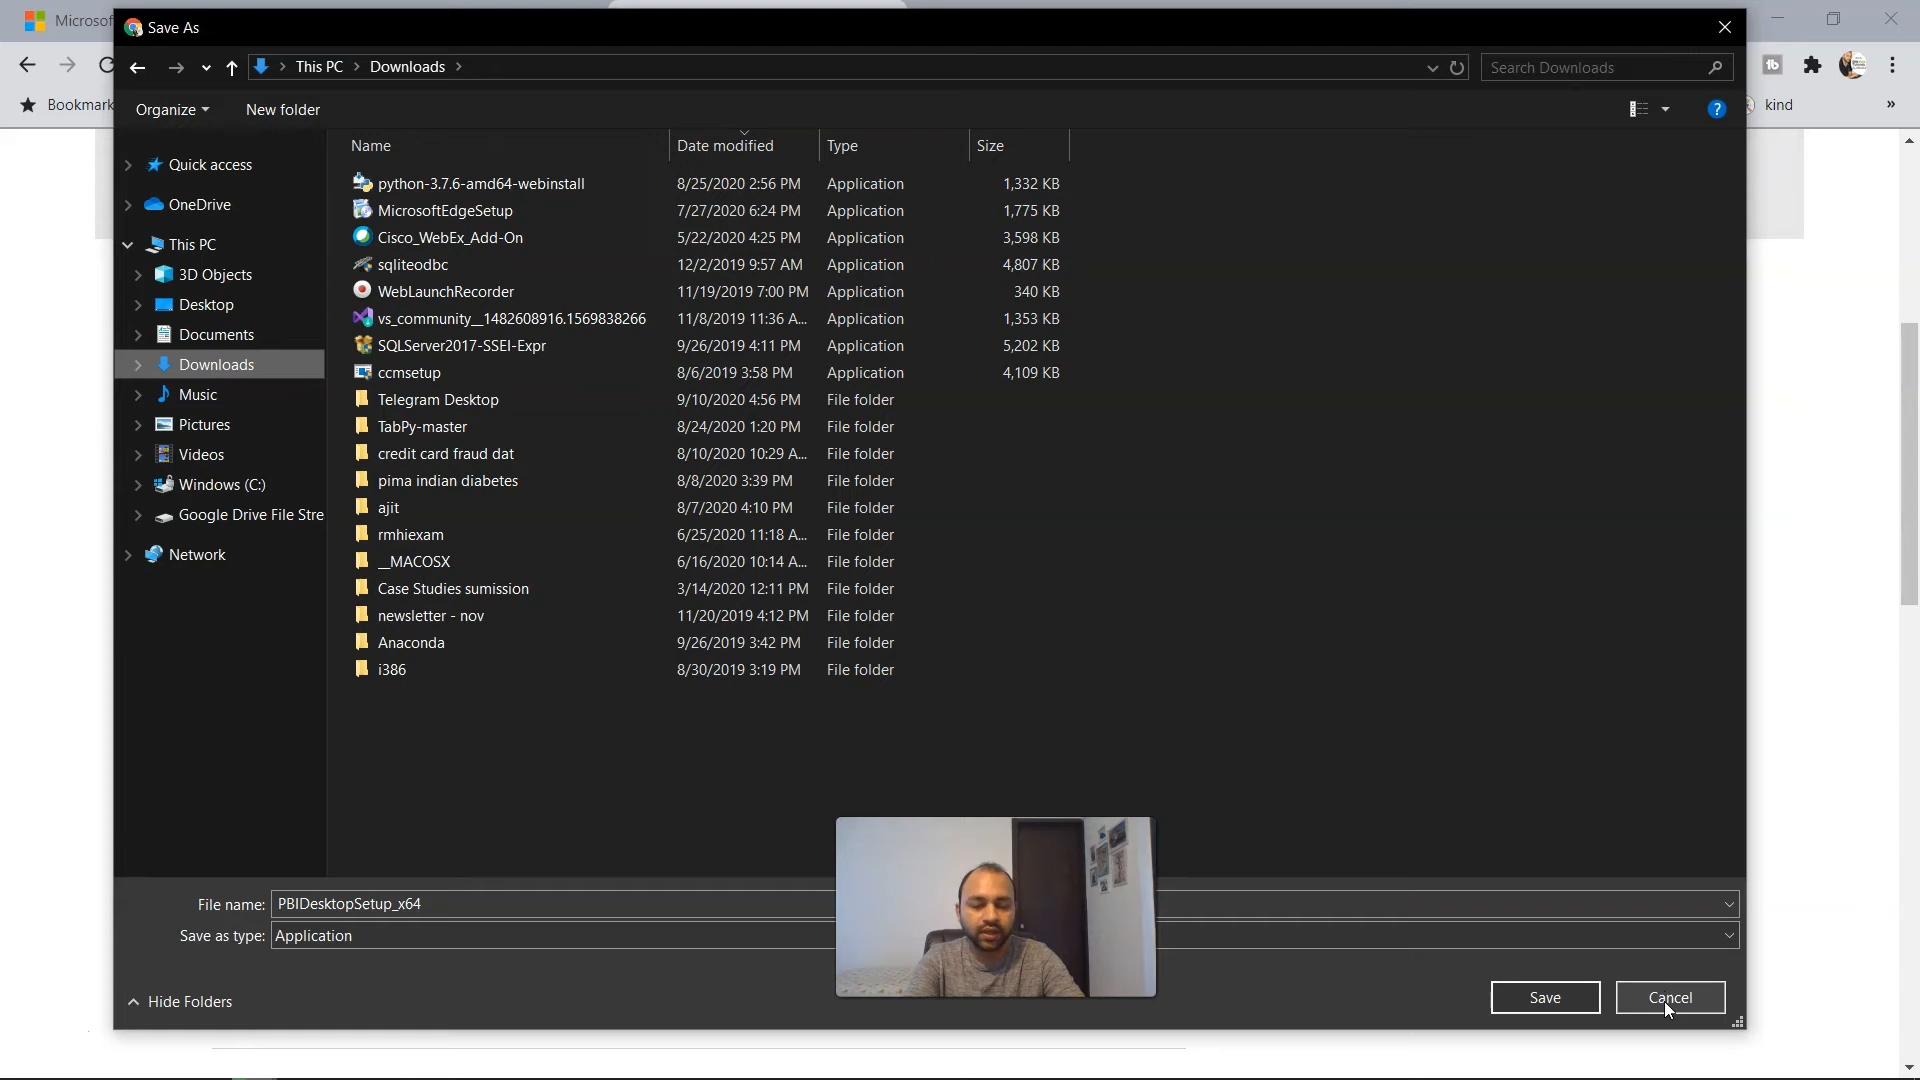 Microsof
Save As
This PC
Downloads
Search Downloads
Bookmark
kind
Organize
New folder
Name
Date modified
Type
Size
Quick access
OneDrive
This PC
3D Objects
Desktop
Documents
Downloads
Music
Pictures
Videos
Windows (C:)
Google Drive File Stre
Network
python-3.7.6-amd64-webinstall 8/25/2020 2:56 PM Application 1,332 KB
MicrosoftEdgeSetup 7/27/2020 6:24 PM Application 1,775 KB
Cisco_WebEx_Add-On 5/22/2020 4:25 PM Application 3,598 KB
sqliteodbc 12/2/2019 9:57 AM Application 4,807 KB
WebLaunchRecorder 11/19/2019 7:00 PM Application 340 KB
vs_community__1482608916.1569838266 11/8/2019 11:36 A... Application 1,353 KB
SQLServer2017-SSEI-Expr 9/26/2019 4:11 PM Application 5,202 KB
ccmsetup 8/6/2019 3:58 PM Application 4,109 KB
Telegram Desktop 9/10/2020 4:56 PM File folder
TabPy-master 8/24/2020 1:20 PM File folder
credit card fraud dat 8/10/2020 10:29 A... File folder
pima indian diabetes 8/8/2020 3:39 PM File folder
ajit 8/7/2020 4:10 PM File folder
rmhiexam 6/25/2020 11:18 A... File folder
__MACOSX 6/16/2020 10:14 A... File folder
Case Studies sumission 3/14/2020 12:11 PM File folder
newsletter - nov 11/20/2019 4:12 PM File folder
Anaconda 9/26/2019 3:42 PM File folder
i386 8/30/2019 3:19 PM File folder
File name: PBIDesktopSetup_x64
Save as type: Application
Hide Folders
Save
Cancel